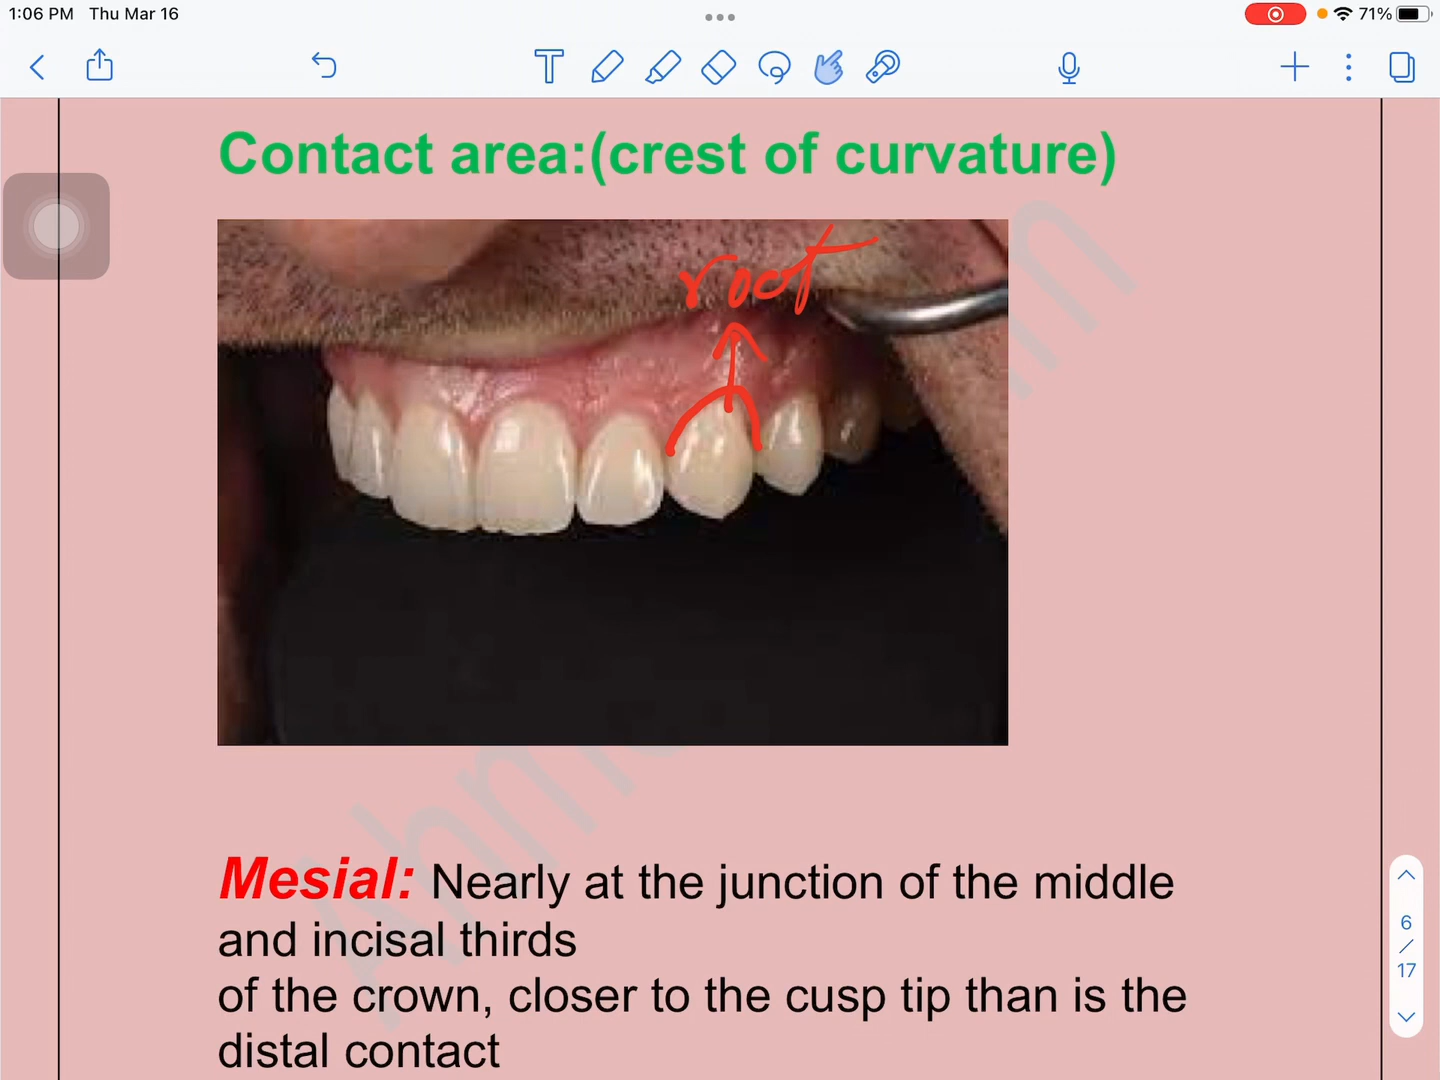 1:06 PM Thu Mar 16
71%
Contact area:(crest of curvature)
root
Mesial: Nearly at the junction of the middle
and incisal thirds
of the crown, closer to the cusp tip than is the
distal contact
6
/
17